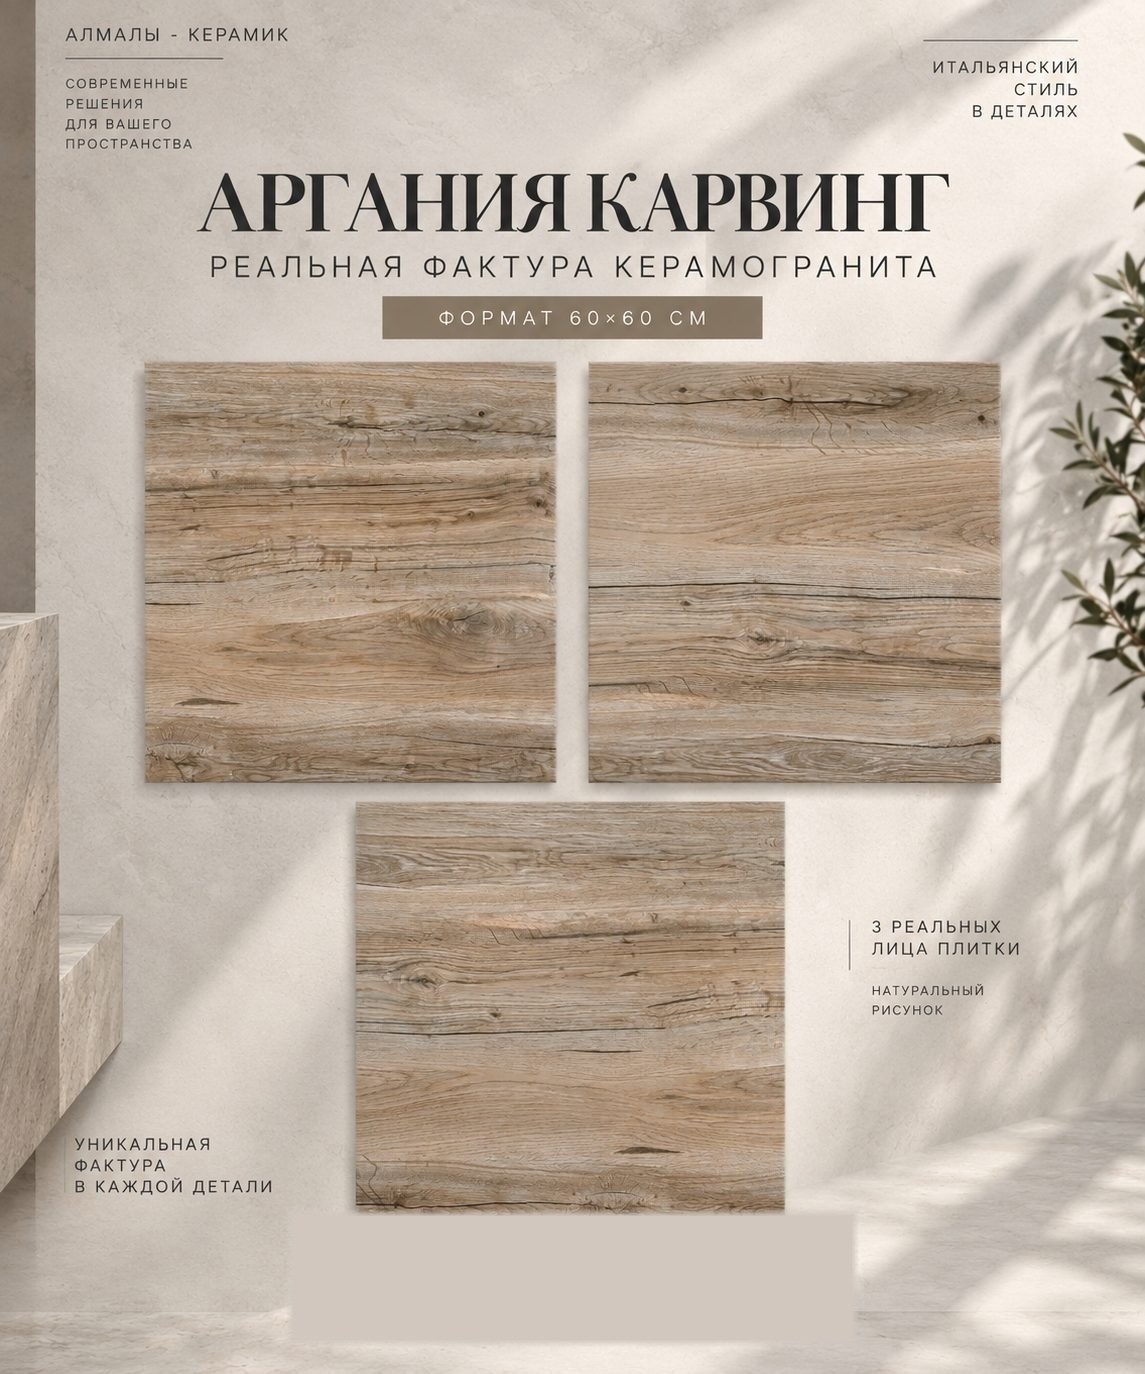 АЛМАЛЫ - КЕРАМИК
СОВРЕМЕННЫЕ
РЕШЕНИЯ
ДЛЯ ВАШЕГО
ПРОСТРАНСТВА
ИТАЛЬЯНСКИЙ
СТИЛЬ
В ДЕТАЛЯХ
АРГАНИЯ КАРВИНГ
РЕАЛЬНАЯ ФАКТУРА КЕРАМОГРАНИТА
ФОРМАТ 60×60 СМ
3 РЕАЛЬНЫХ
ЛИЦА ПЛИТКИ
НАТУРАЛЬНЫЙ
РИСУНОК
УНИКАЛЬНАЯ
ФАКТУРА
В КАЖДОЙ ДЕТАЛИ